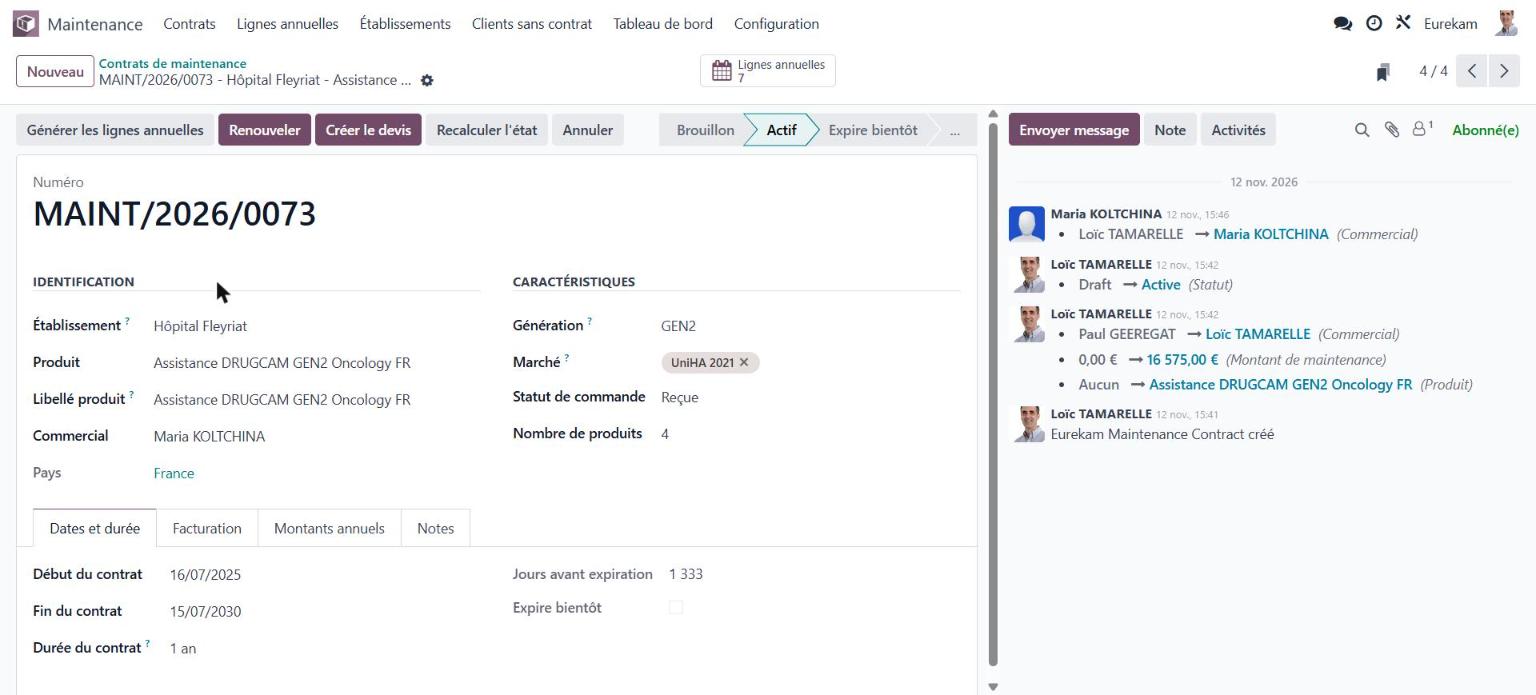 Maintenance Contrats Lignes annuelles Établissements Clients sans contrat Tableau de bord Configuration Eurekam
Nouveau Contrats de maintenance
MAINT/2026/0073 - Hôpital Fleyriat - Assistance ...
Lignes annuelles
7
4 / 4
Générer les lignes annuelles Renouveler Créer le devis Recalculer l'état Annuler Brouillon Actif Expire bientôt ...
Numéro
MAINT/2026/0073
IDENTIFICATION
Établissement ? Hôpital Fleyriat
Produit Assistance DRUGCAM GEN2 Oncology FR
Libellé produit ? Assistance DRUGCAM GEN2 Oncology FR
Commercial Maria KOLTCHINA
Pays France
CARACTÉRISTIQUES
Génération ? GEN2
Marché ? UniHA 2021 ✕
Statut de commande Reçue
Nombre de produits 4
Dates et durée Facturation Montants annuels Notes
Début du contrat 16/07/2025
Fin du contrat 15/07/2030
Durée du contrat ? 1 an
Jours avant expiration 1 333
Expire bientôt
Envoyer message Note Activités 1 Abonné(e)
12 nov. 2026
Maria KOLTCHINA 12 nov., 15:46
• Loïc TAMARELLE → Maria KOLTCHINA (Commercial)
Loïc TAMARELLE 12 nov., 15:42
• Draft → Active (Statut)
Loïc TAMARELLE 12 nov., 15:42
• Paul GEEREGAT → Loïc TAMARELLE (Commercial)
• 0,00 € → 16 575,00 € (Montant de maintenance)
• Aucun → Assistance DRUGCAM GEN2 Oncology FR (Produit)
Loïc TAMARELLE 12 nov., 15:41
Eurekam Maintenance Contract créé